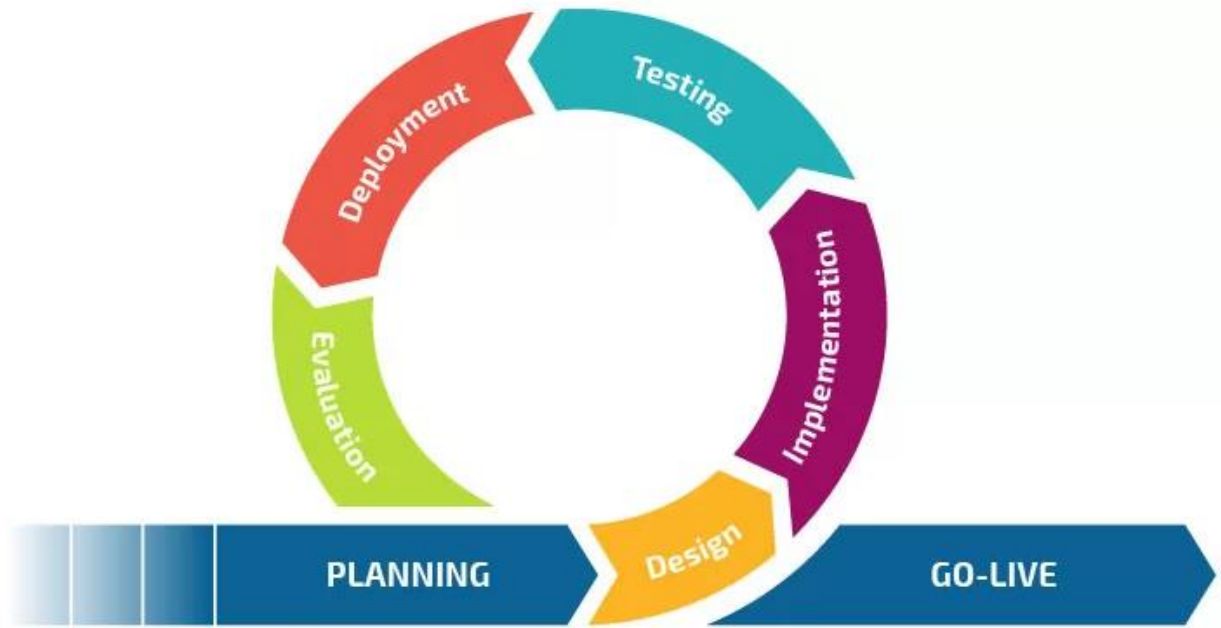 Testing
Deployment
Implementation
Evaluation
Design
PLANNING
GO-LIVE